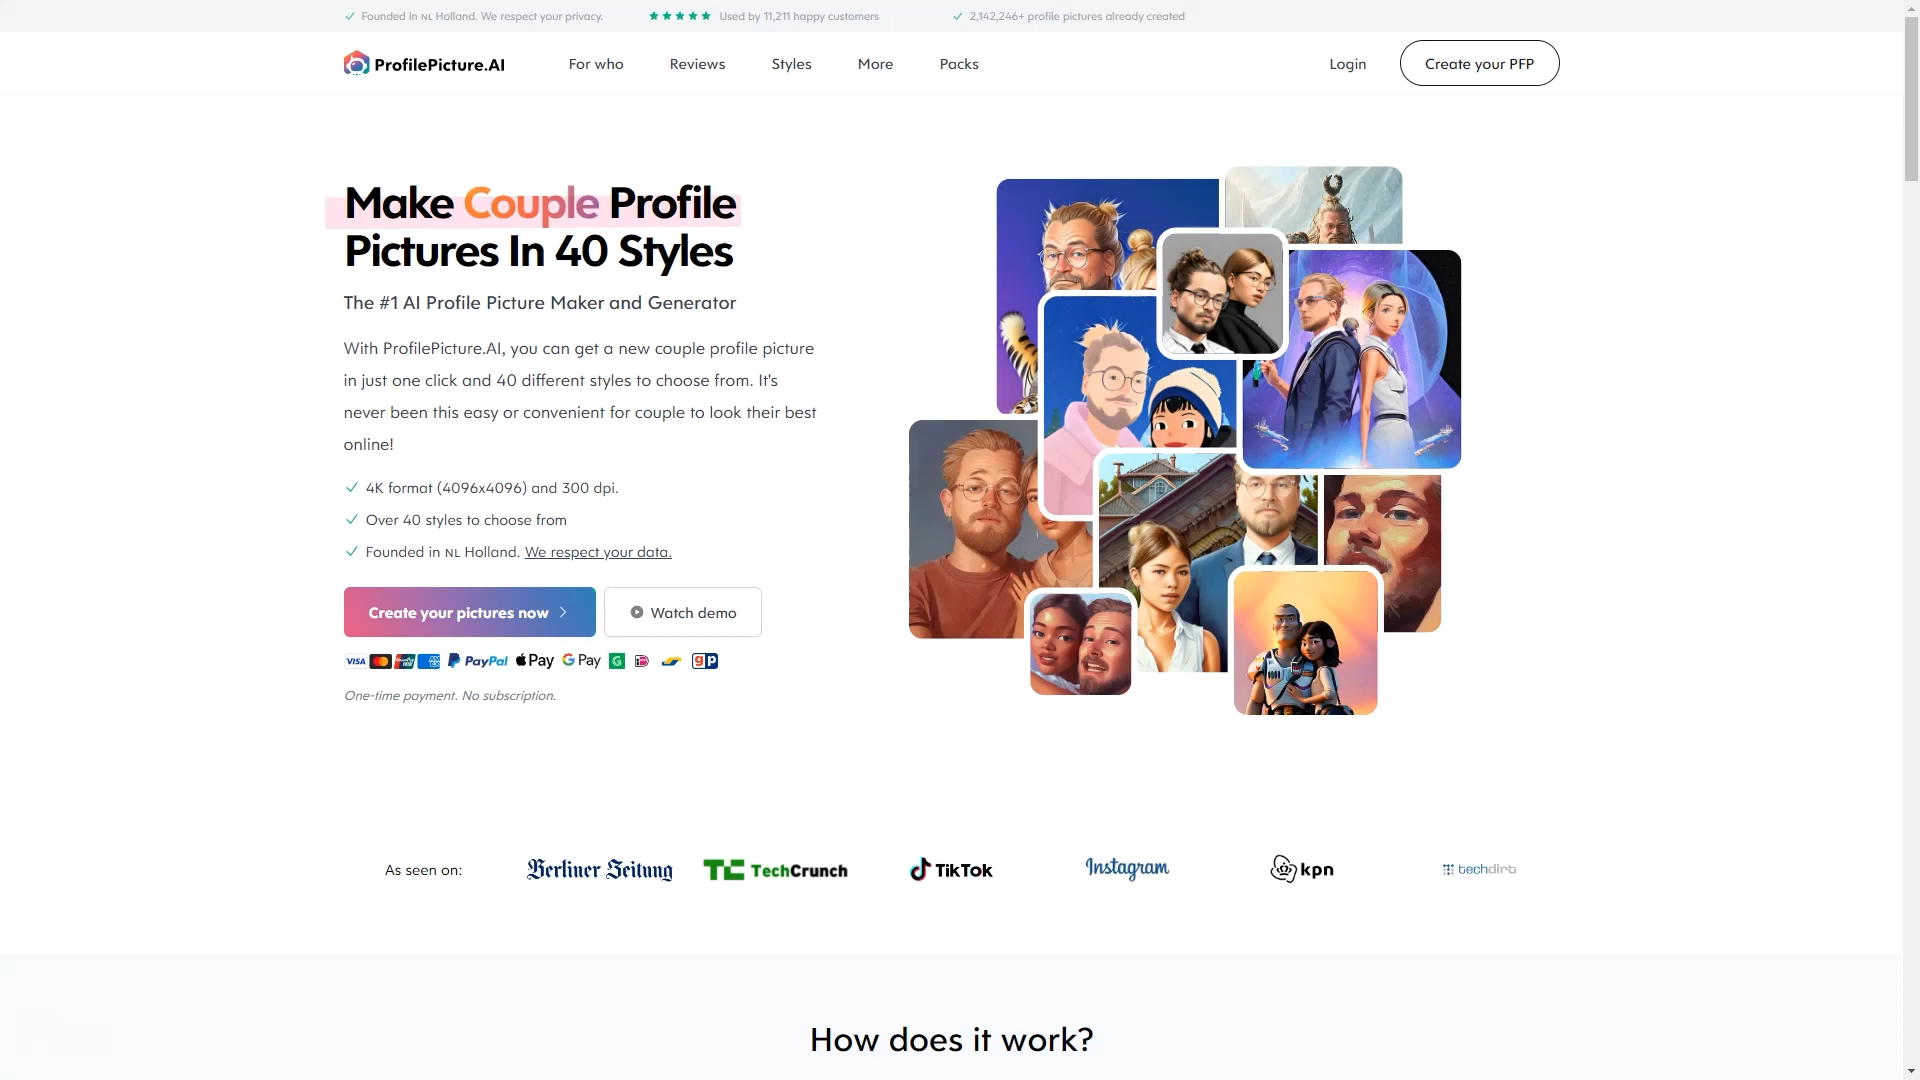 Founded in NL Holland. We respect your privacy.
Used by 11,211 happy customers
2,142,246+ profile pictures already created
ProfilePicture.AI
For who
Reviews
Styles
More
Packs
Login
Create your PFP
Make Couple Profile
Pictures In 40 Styles
The #1 AI Profile Picture Maker and Generator
With ProfilePicture.AI, you can get a new couple profile picture
in just one click and 40 different styles to choose from. It's
never been this easy or convenient for couple to look their best
online!
4K format (4096x4096) and 300 dpi.
Over 40 styles to choose from
Founded in NL Holland. We respect your data.
Create your pictures now
Watch demo
VISA PayPal Pay G Pay G gp
One-time payment. No subscription.
As seen on:
Berliner Zeitung
TC TechCrunch
TikTok
Instagram
kpn
techdirt
How does it work?